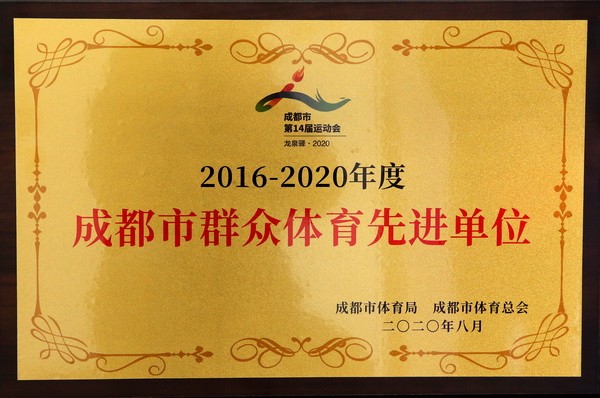 成都市
第14届运动会
龙泉驿·2020
2016-2020年度
成都市群众体育先进单位
成都市体育局 成都市体育总会
二〇二〇年八月